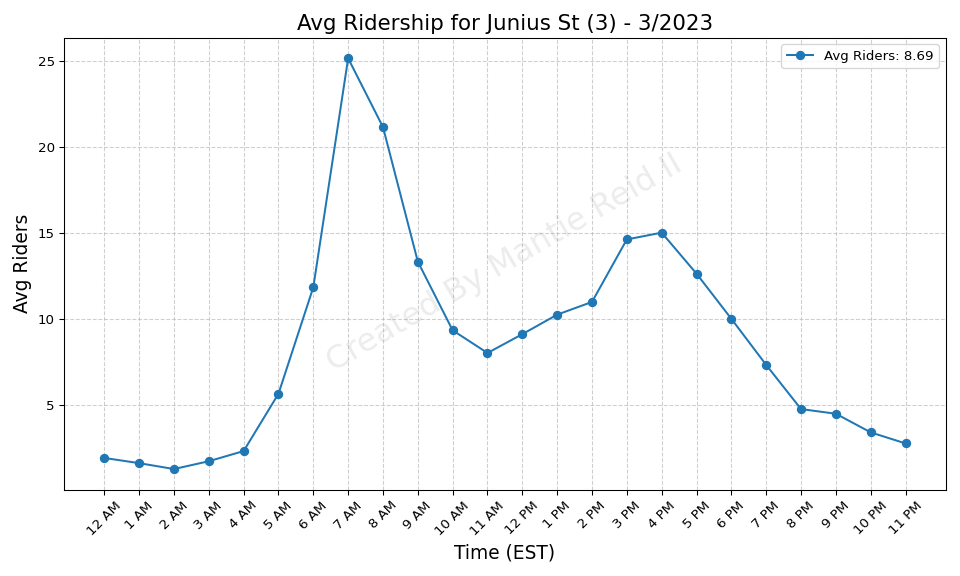 Avg Ridership for Junius St (3) - 3/2023
Avg Riders: 8.69
25
20
15
10
5
Avg Riders
Created By Mantle Reid II
12 AM
1 AM
2 AM
3 AM
4 AM
5 AM
6 AM
7 AM
8 AM
9 AM
10 AM
11 AM
12 PM
1 PM
2 PM
3 PM
4 PM
5 PM
6 PM
7 PM
8 PM
9 PM
10 PM
11 PM
Time (EST)